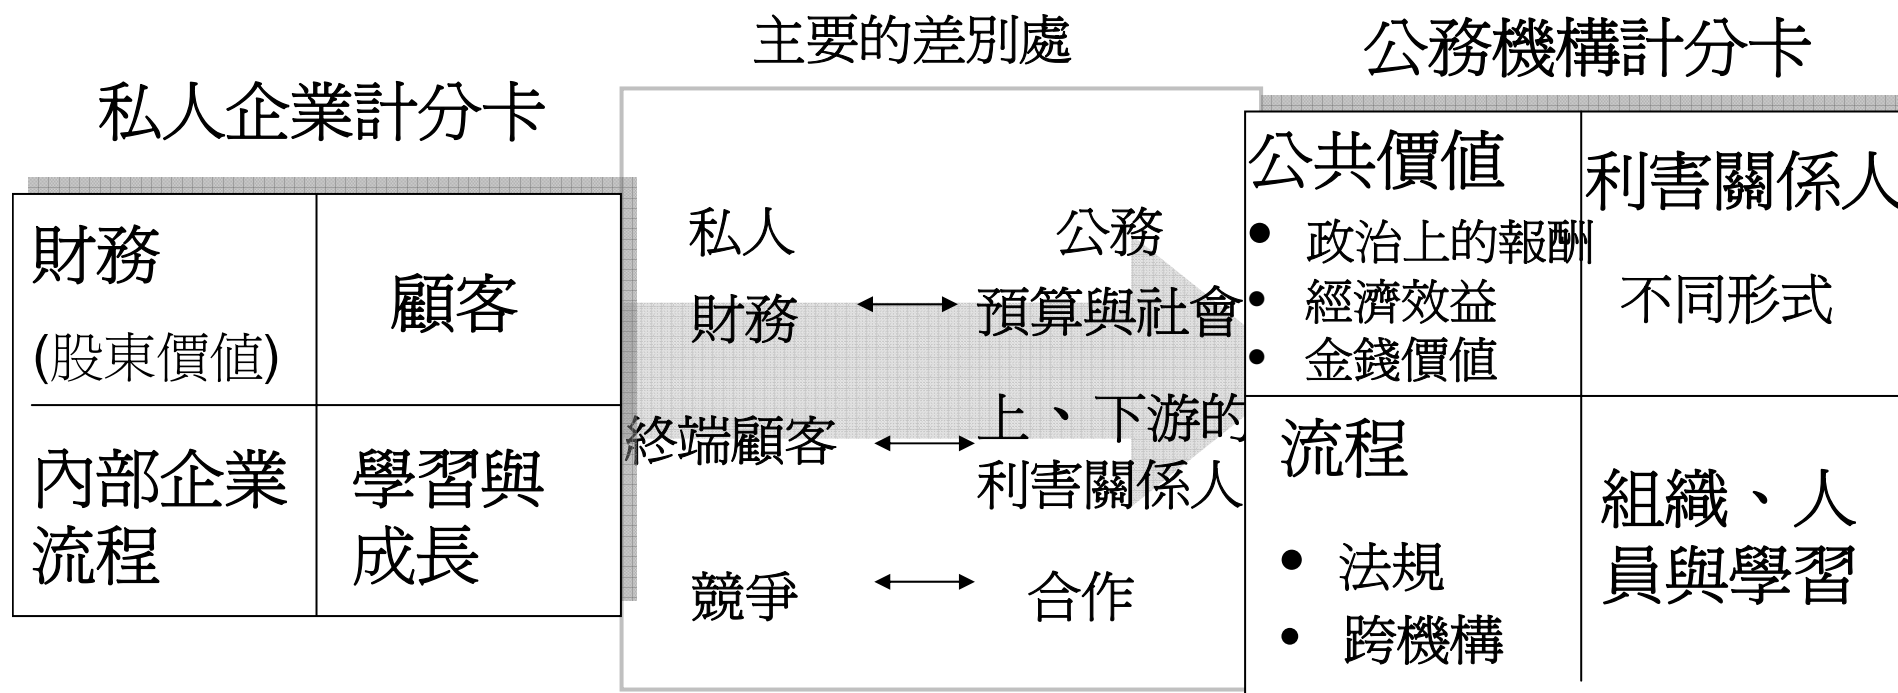 主要的差別處
私人企業計分卡
財務
(股東價值)
顧客
內部企業
流程
學習與
成長
私人
公務
財務
預算與社會
終端顧客
上、下游的
利害關係人
競爭
合作
公務機構計分卡
公共價值
• 政治上的報酬
• 經濟效益
• 金錢價值
利害關係人
不同形式
流程
• 法規
• 跨機構
組織、人
員與學習